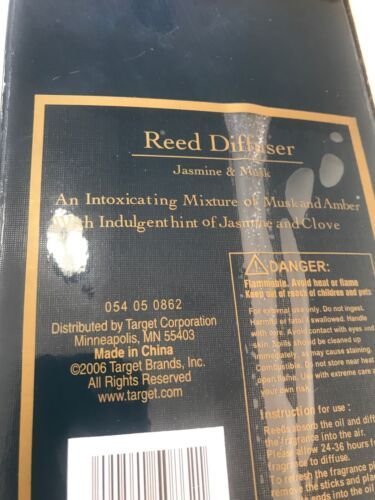 Reed Diffuser
Jasmine & Musk
An Intoxicating Mixture of Musk and Amber
With Indulgent hint of Jasmine and Clove
054 05 0862
Distributed by Target Corporation
Minneapolis, MN 55403
Made in China
©2006 Target Brands, Inc.
All Rights Reserved
www.target.com
DANGER:
Flammable. Avoid heat or flame
Keep out of reach of children and pets
For external use only. Do not ingest.
Harmful or fatal if swallowed. Handle
with care. Avoid contact with eyes and
skin. Spills should be cleaned up
immediately, as may cause staining.
Combustible. Do not store near heat
open flame. Use with extreme care a
your own risk.
Instruction for use :
Reeds absorb the oil and diff
the fragrance into the air.
Please allow 24-36 hours f
fragrance to diffuse.
To refresh the fragrance pl
remove the sticks and pla
ends into the oil